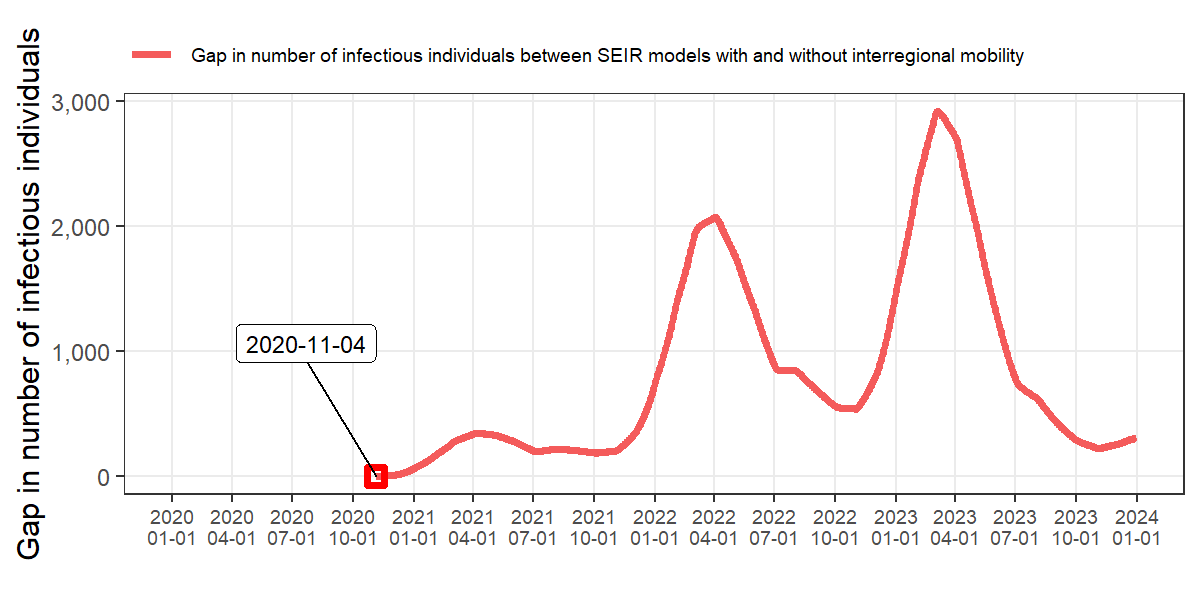 Gap in number of infectious individuals between SEIR models with and without interregional mobility
Gap in number of infectious individuals
3,000
2,000
1,000
0
2020-11-04
2020 2020 2020 2020 2021 2021 2021 2021 2022 2022 2022 2022 2023 2023 2023 2023 2024
01-01 04-01 07-01 10-01 01-01 04-01 07-01 10-01 01-01 04-01 07-01 10-01 01-01 04-01 07-01 10-01 01-01